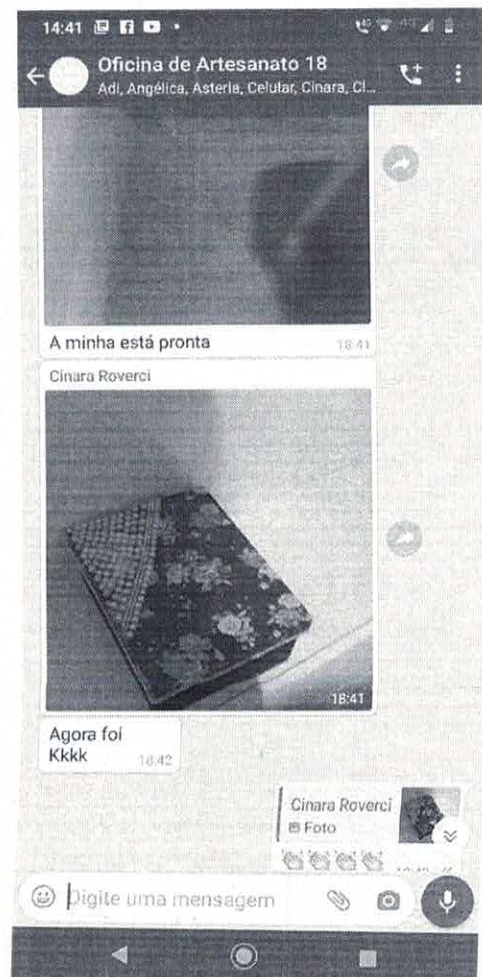 14:41
Oficina de Artesanato 18
Adi, Angélica, Asteria, Celular, Cinara, Cl...
A minha está pronta
18:41
Cinara Roverci
18:41
Agora foi
Kkkk
18:42
Cinara Roverci
Foto
Digite uma mensagem